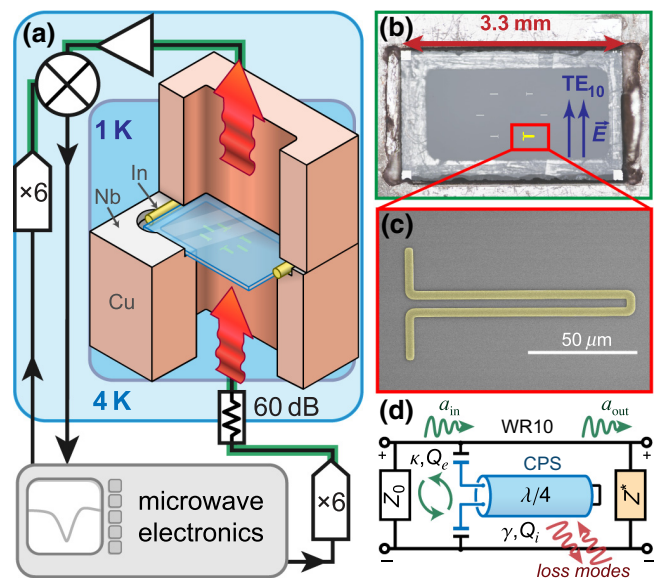 (a)
×6
1 K
In
Nb
Cu
4 K
60 dB
microwave
electronics
×6
(b)
3.3 mm
TE10
E⃗
(c)
50 μm
(d)
a_in
WR10
a_out
+
+
κ,Q_e
CPS
Z_0
λ/4
Z*
γ,Q_i
−
−
loss modes